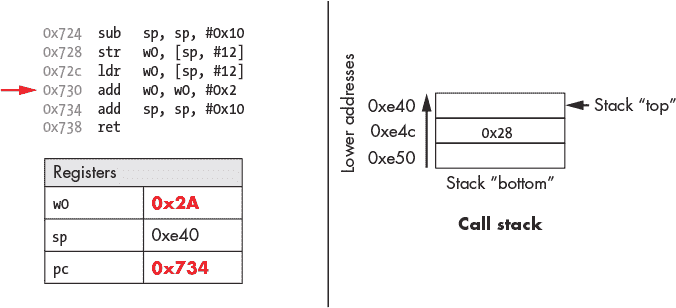 0x724 sub sp, sp, #0x10
0x728 str w0, [sp, #12]
0x72c ldr w0, [sp, #12]
0x730 add w0, w0, #0x2
0x734 add sp, sp, #0x10
0x738 ret
Registers
w0 0x2A
sp 0xe40
pc 0x734
Lower addresses
0xe40
0xe4c 0x28
0xe50
Stack “top”
Stack “bottom”
Call stack